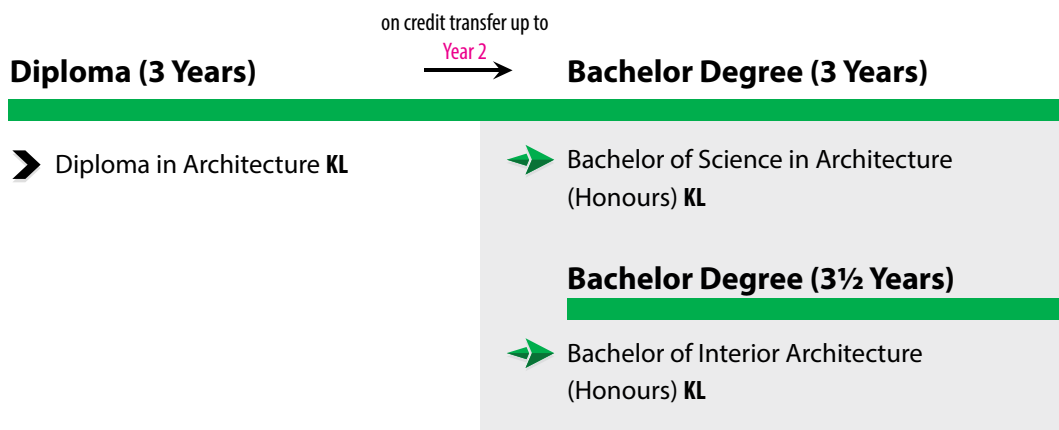 on credit transfer up to
Year 2
Diploma (3 Years)
Bachelor Degree (3 Years)
Diploma in Architecture KL
Bachelor of Science in Architecture
(Honours) KL
Bachelor Degree (3½ Years)
Bachelor of Interior Architecture
(Honours) KL